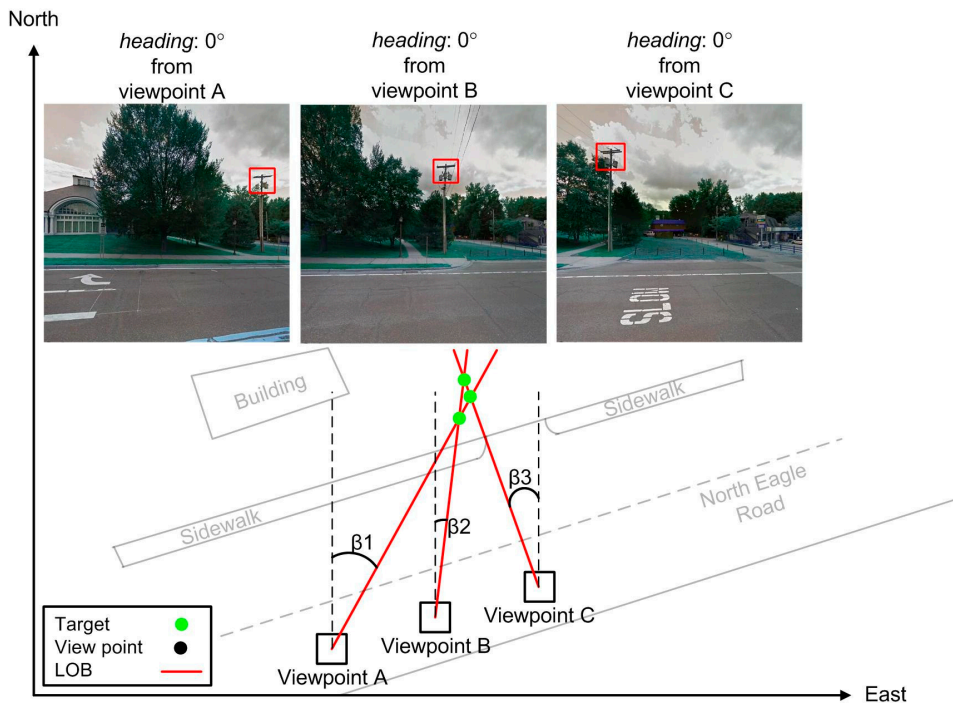 North
heading: 0°
from
viewpoint A
heading: 0°
from
viewpoint B
heading: 0°
from
viewpoint C
SLOW
Building
Sidewalk
Sidewalk
North Eagle
Road
β1
β2
β3
Viewpoint A
Viewpoint B
Viewpoint C
Target
View point
LOB
East